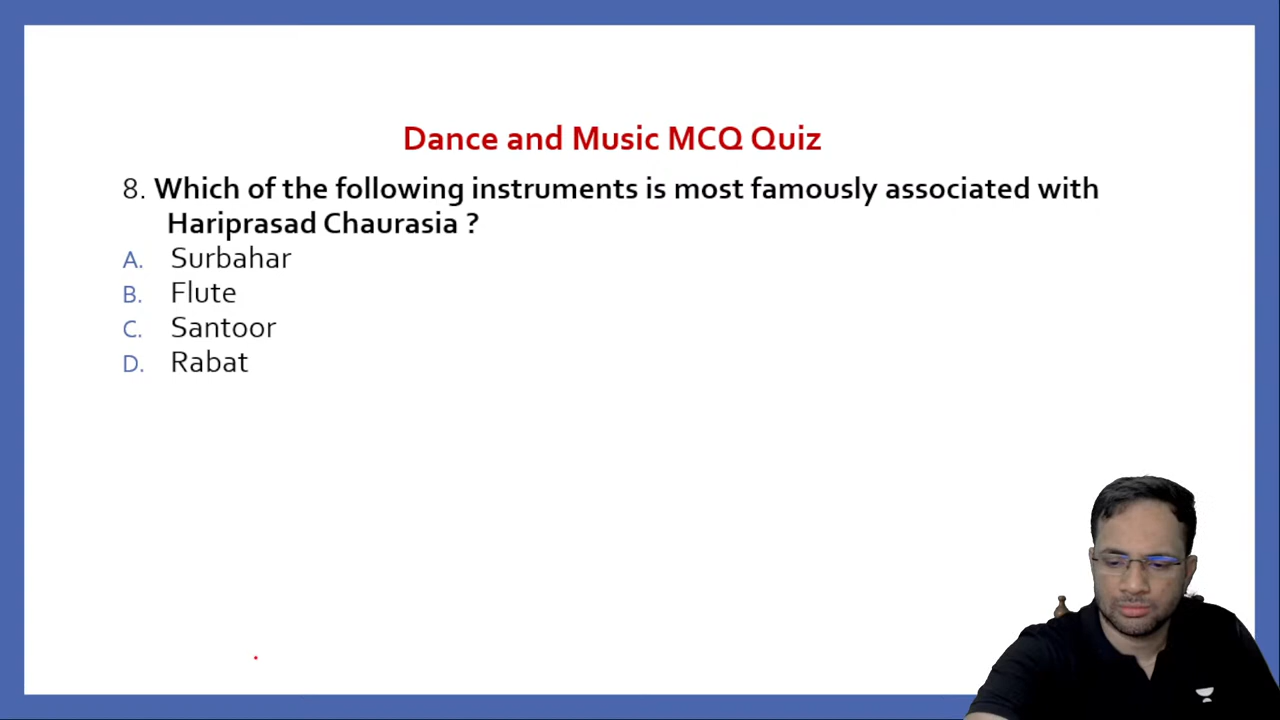 Dance and Music MCQ Quiz
8. Which of the following instruments is most famously associated with
Hariprasad Chaurasia ?
A. Surbahar
B. Flute
C. Santoor
D. Rabat